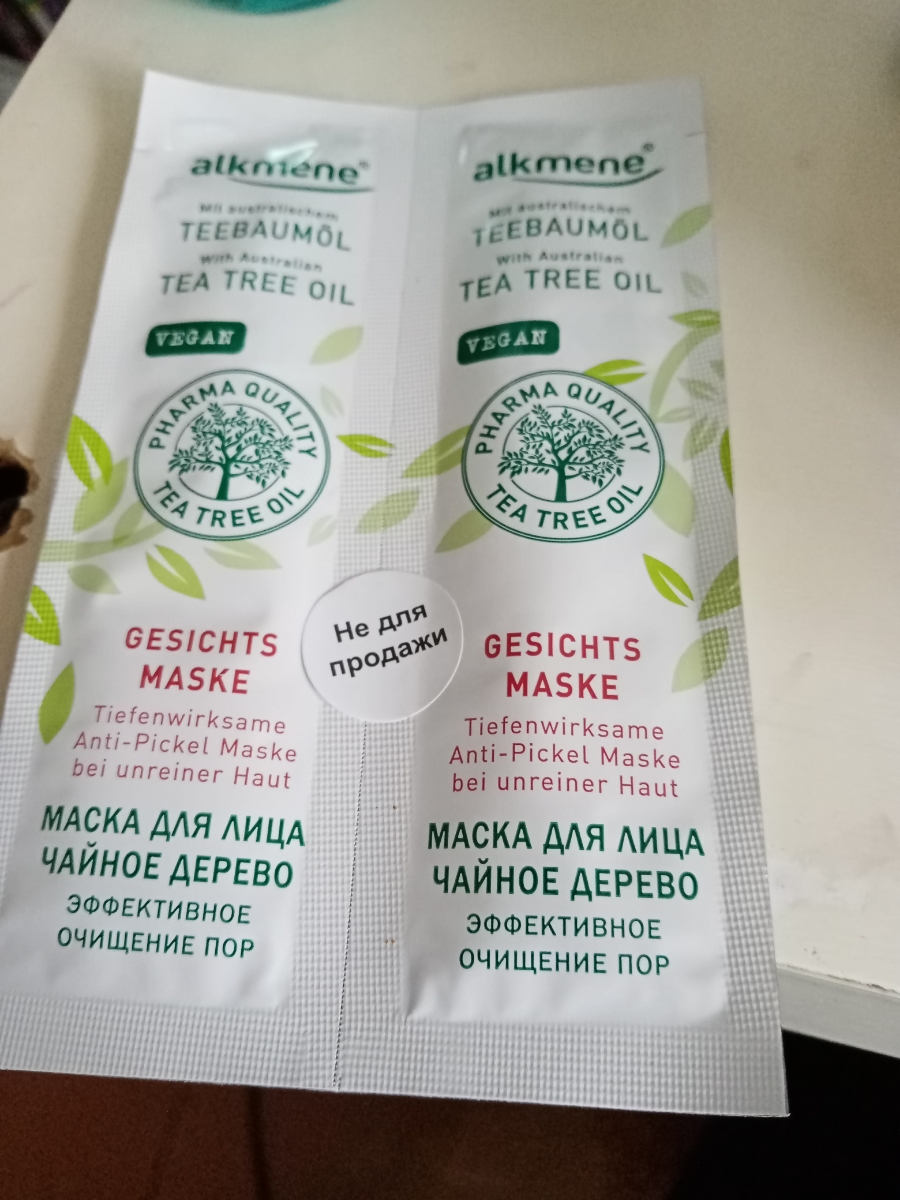 alkmene®
Mit australischem
TEEBAUMÖL
With Australian
TEA TREE OIL
VEGAN
PHARMA QUALITY
TEA TREE OIL
GESICHTS
MASKE
Tiefenwirksame
Anti-Pickel Maske
bei unreiner Haut
МАСКА ДЛЯ ЛИЦА
ЧАЙНОЕ ДЕРЕВО
ЭФФЕКТИВНОЕ
ОЧИЩЕНИЕ ПОР
Не для
продажи
alkmene®
Mit australischem
TEEBAUMÖL
With Australian
TEA TREE OIL
VEGAN
PHARMA QUALITY
TEA TREE OIL
GESICHTS
MASKE
Tiefenwirksame
Anti-Pickel Maske
bei unreiner Haut
МАСКА ДЛЯ ЛИЦА
ЧАЙНОЕ ДЕРЕВО
ЭФФЕКТИВНОЕ
ОЧИЩЕНИЕ ПОР